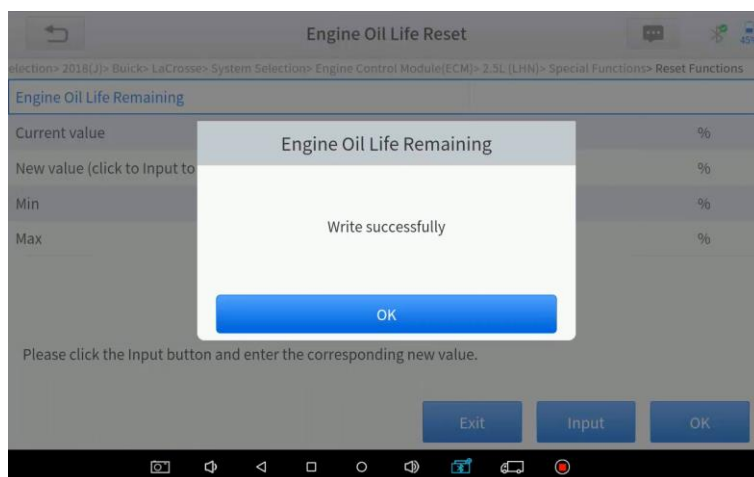 Engine Oil Life Reset
45%
election> 2018(J)> Buick> LaCrosse> System Selection> Engine Control Module(ECM)> 2.5L (LHN)> Special Functions> Reset Functions
Engine Oil Life Remaining
Current value %
New value (click to Input to %
Min %
Max %
Engine Oil Life Remaining
Write successfully
OK
Please click the Input button and enter the corresponding new value.
Exit Input OK